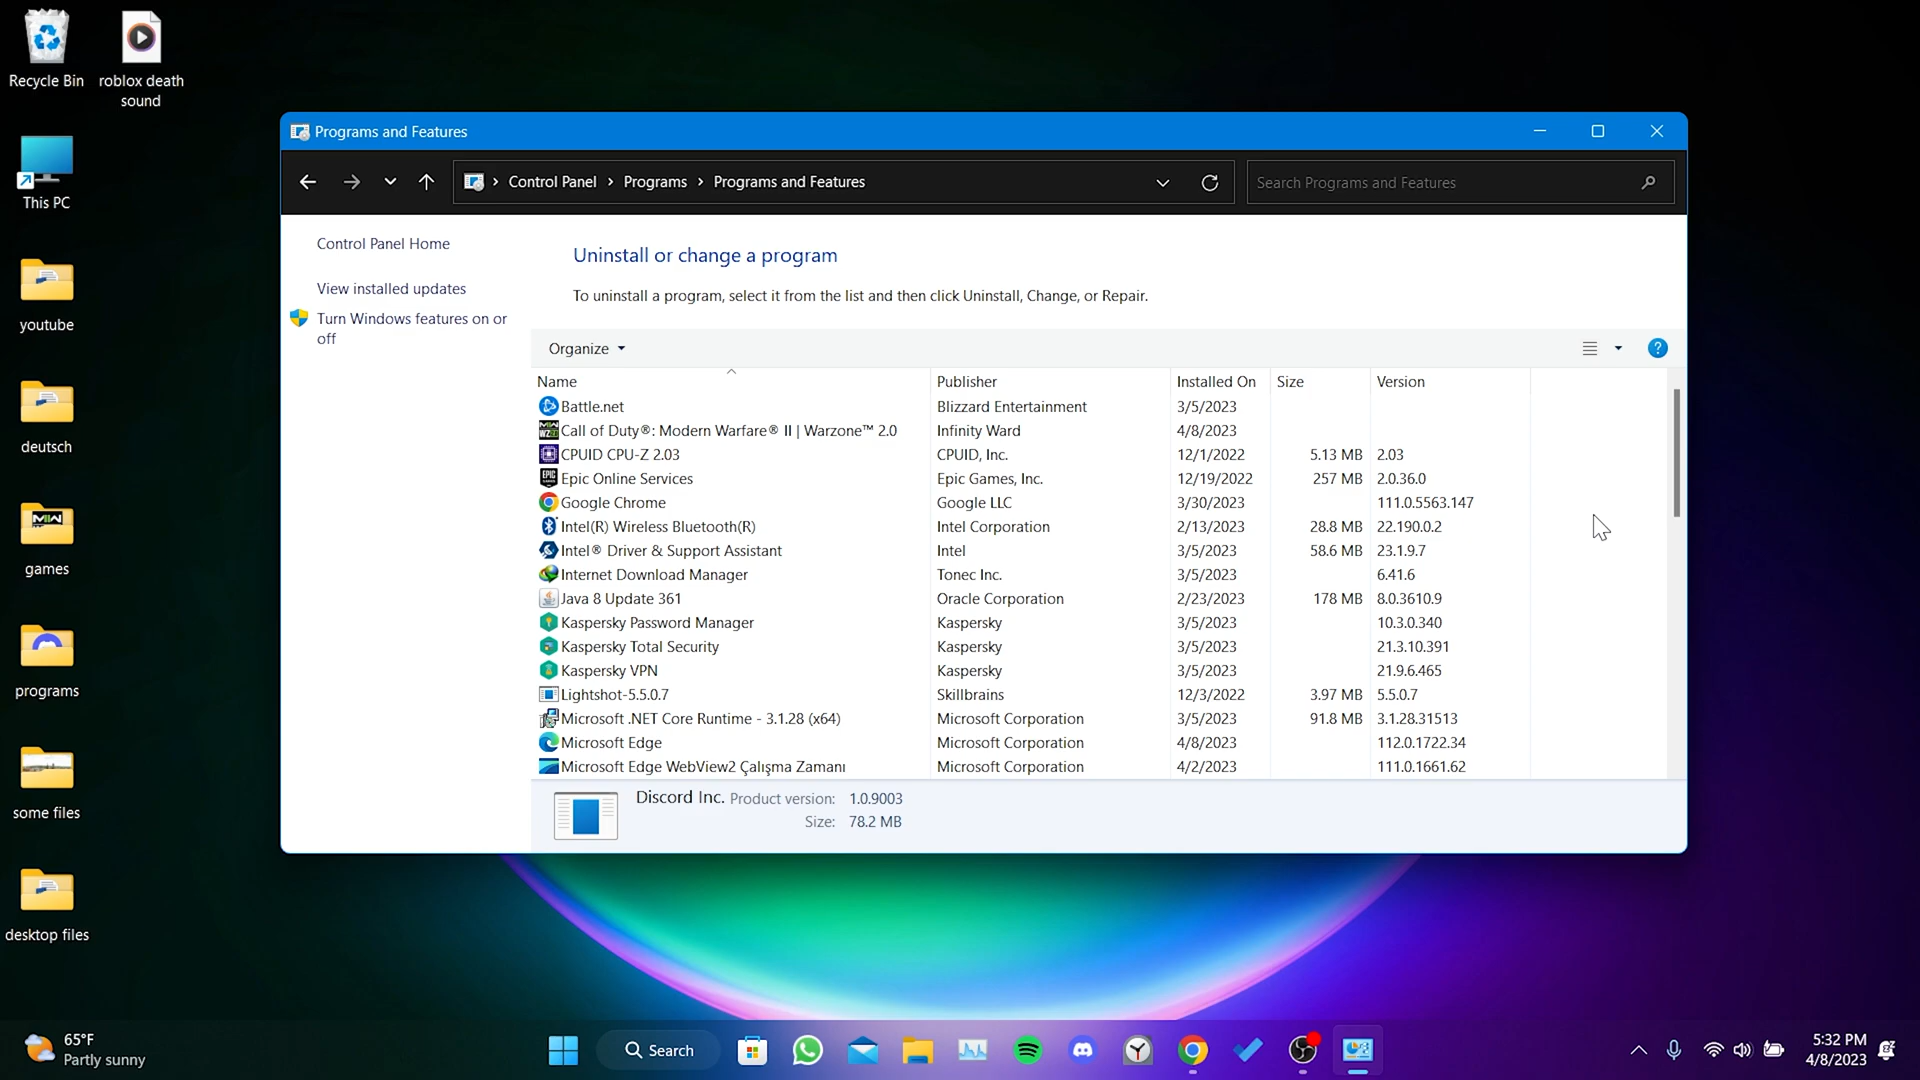 Recycle Bin
roblox death
sound
This PC
youtube
deutsch
games
programs
some files
desktop files
Programs and Features
Control Panel > Programs > Programs and Features
Search Programs and Features
Control Panel Home
View installed updates
Turn Windows features on or
off
Uninstall or change a program
To uninstall a program, select it from the list and then click Uninstall, Change, or Repair.
Organize
Name Publisher Installed On Size Version
Battle.net Blizzard Entertainment 3/5/2023
Call of Duty®: Modern Warfare® II | Warzone™ 2.0 Infinity Ward 4/8/2023
CPUID CPU-Z 2.03 CPUID, Inc. 12/1/2022 5.13 MB 2.03
Epic Online Services Epic Games, Inc. 12/19/2022 257 MB 2.0.36.0
Google Chrome Google LLC 3/30/2023 111.0.5563.147
Intel(R) Wireless Bluetooth(R) Intel Corporation 2/13/2023 28.8 MB 22.190.0.2
Intel® Driver & Support Assistant Intel 3/5/2023 58.6 MB 23.1.9.7
Internet Download Manager Tonec Inc. 3/5/2023 6.41.6
Java 8 Update 361 Oracle Corporation 2/23/2023 178 MB 8.0.3610.9
Kaspersky Password Manager Kaspersky 3/5/2023 10.3.0.340
Kaspersky Total Security Kaspersky 3/5/2023 21.3.10.391
Kaspersky VPN Kaspersky 3/5/2023 21.9.6.465
Lightshot-5.5.0.7 Skillbrains 12/3/2022 3.97 MB 5.5.0.7
Microsoft .NET Core Runtime - 3.1.28 (x64) Microsoft Corporation 3/5/2023 91.8 MB 3.1.28.31513
Microsoft Edge Microsoft Corporation 4/8/2023 112.0.1722.34
Microsoft Edge WebView2 Çalışma Zamanı Microsoft Corporation 4/2/2023 111.0.1661.62
Discord Inc. Product version: 1.0.9003
Size: 78.2 MB
65°F
Partly sunny
Search
5:32 PM
4/8/2023